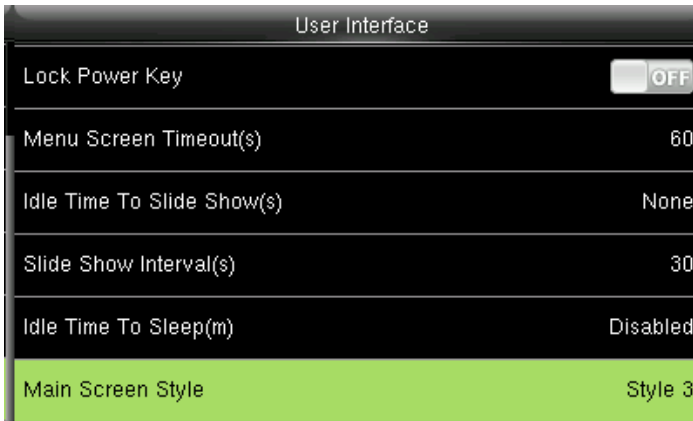 User Interface
Lock Power Key OFF
Menu Screen Timeout(s) 60
Idle Time To Slide Show(s) None
Slide Show Interval(s) 30
Idle Time To Sleep(m) Disabled
Main Screen Style Style 3